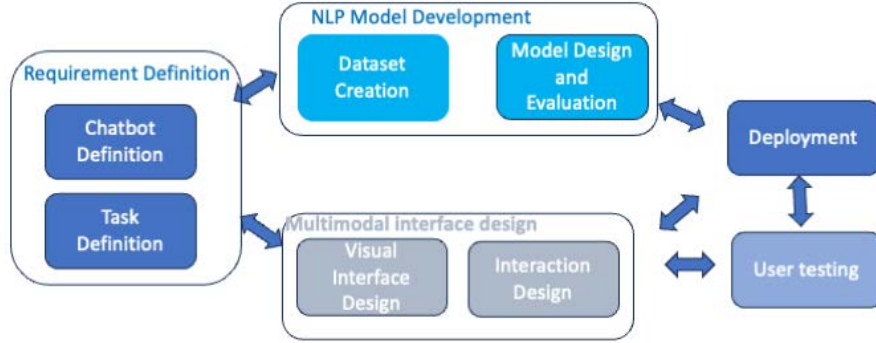 NLP Model Development
Dataset
Creation
Model Design
and
Evaluation
Requirement Definition
Chatbot
Definition
Task
Definition
Deployment
Multimodal interface design
Visual
Interface
Design
Interaction
Design
User testing